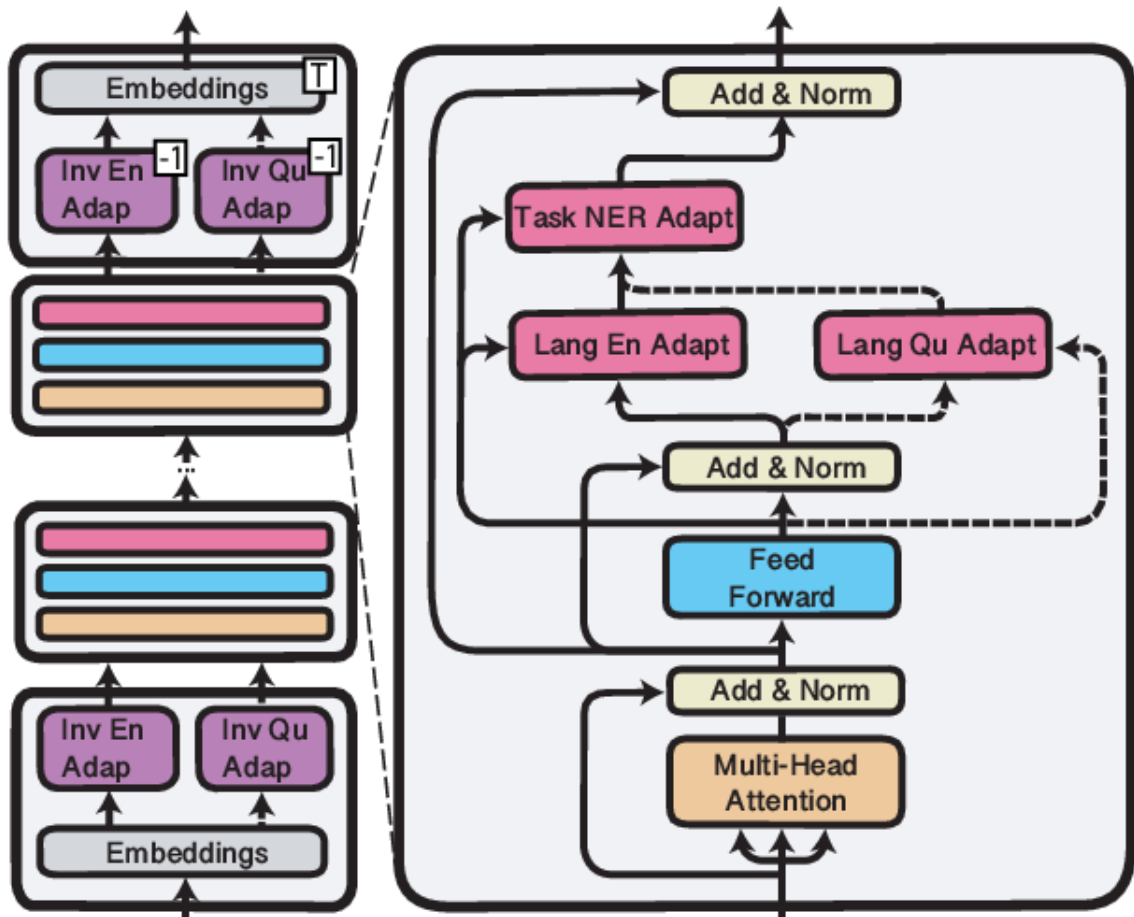 Embeddings
T
Inv En
Adap
-1
Inv Qu
Adap
-1
...
Inv En
Adap
Inv Qu
Adap
Embeddings
Add & Norm
Task NER Adapt
Lang En Adapt
Lang Qu Adapt
Add & Norm
Feed
Forward
Add & Norm
Multi-Head
Attention